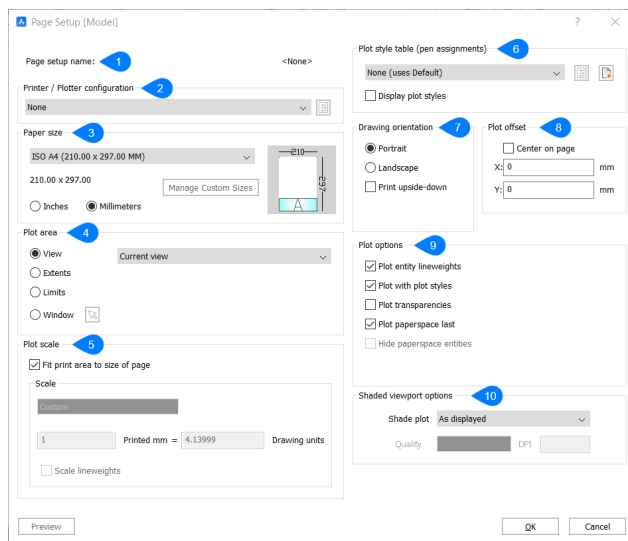 Page Setup [Model]
? ×
Page setup name: 1 <None>
Printer / Plotter configuration 2
None
Paper size 3
ISO A4 (210.00 x 297.00 MM)
210.00 x 297.00
Manage Custom Sizes
Inches Millimeters
210
297
A
Plot area 4
View Current view
Extents
Limits
Window
Plot scale 5
Fit print area to size of page
Scale
Custom
1 Printed mm = 4.13999 Drawing units
Scale lineweights
Plot style table (pen assignments) 6
None (uses Default)
Display plot styles
Drawing orientation 7
Portrait
Landscape
Print upside-down
Plot offset 8
Center on page
X: 0 mm
Y: 0 mm
Plot options 9
Plot entity lineweights
Plot with plot styles
Plot transparencies
Plot paperspace last
Hide paperspace entities
Shaded viewport options 10
Shade plot As displayed
Quality DPI
Preview OK Cancel